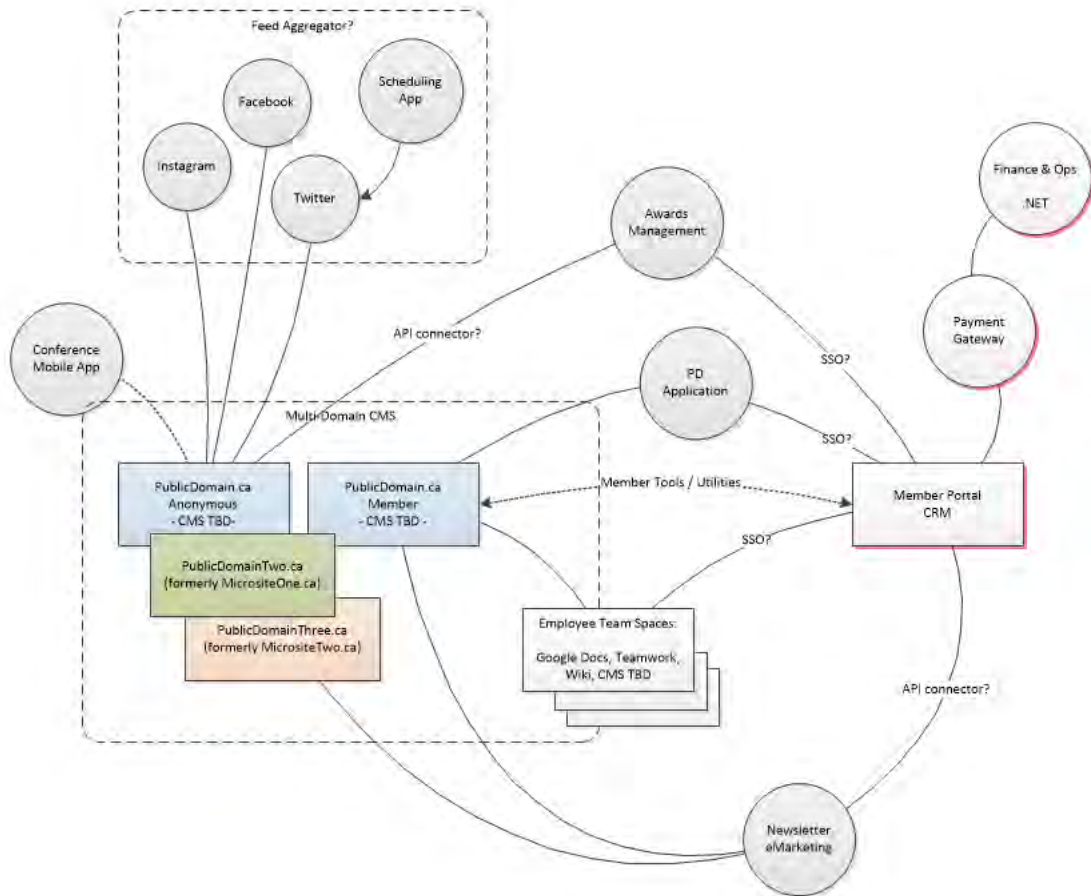 Feed Aggregator?
Facebook
Scheduling
App
Instagram
Twitter
Awards
Management
Finance & Ops
.NET
Conference
Mobile App
API connector?
PD
Application
SSO?
Payment
Gateway
Multi-Domain CMS
SSO?
PublicDomain.ca
Anonymous
- CMS TBD-
PublicDomain.ca
Member
- CMS TBD -
Member Tools / Utilities
Member Portal
CRM
SSO?
PublicDomainTwo.ca
(formerly MicrositeOne.ca)
PublicDomainThree.ca
(formerly MicrositeTwo.ca)
Employee Team Spaces:
Google Docs, Teamwork,
Wiki, CMS TBD
API connector?
Newsletter
eMarketing